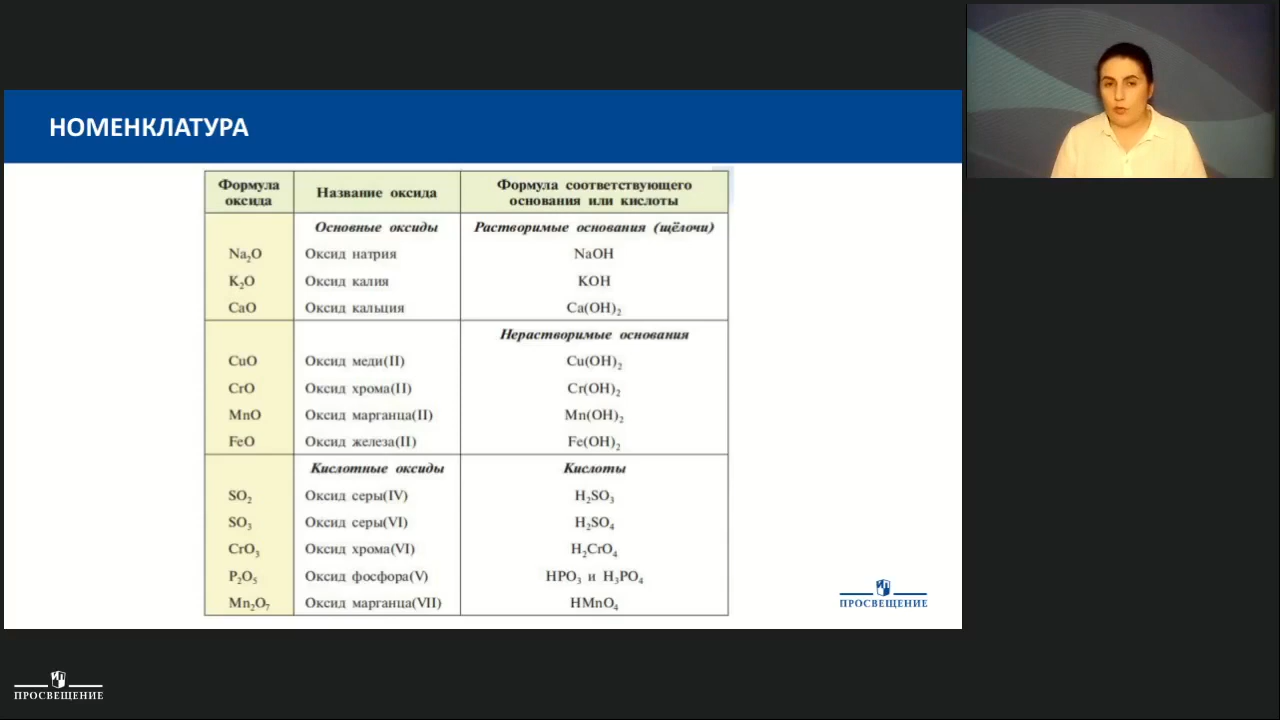 НОМЕНКЛАТУРА
Формула оксида | Название оксида | Формула соответствующего основания или кислоты
Основные оксиды | Растворимые основания (щёлочи)
Na₂O | Оксид натрия | NaOH
K₂O | Оксид калия | KOH
CaO | Оксид кальция | Ca(OH)₂
Нерастворимые основания
CuO | Оксид меди(II) | Cu(OH)₂
CrO | Оксид хрома(II) | Cr(OH)₂
MnO | Оксид марганца(II) | Mn(OH)₂
FeO | Оксид железа(II) | Fe(OH)₂
Кислотные оксиды | Кислоты
SO₂ | Оксид серы(IV) | H₂SO₃
SO₃ | Оксид серы(VI) | H₂SO₄
CrO₃ | Оксид хрома(VI) | H₂CrO₄
P₂O₅ | Оксид фосфора(V) | HPO₃ и H₃PO₄
Mn₂O₇ | Оксид марганца(VII) | HMnO₄
ПРОСВЕЩЕНИЕ
ПРОСВЕЩЕНИЕ